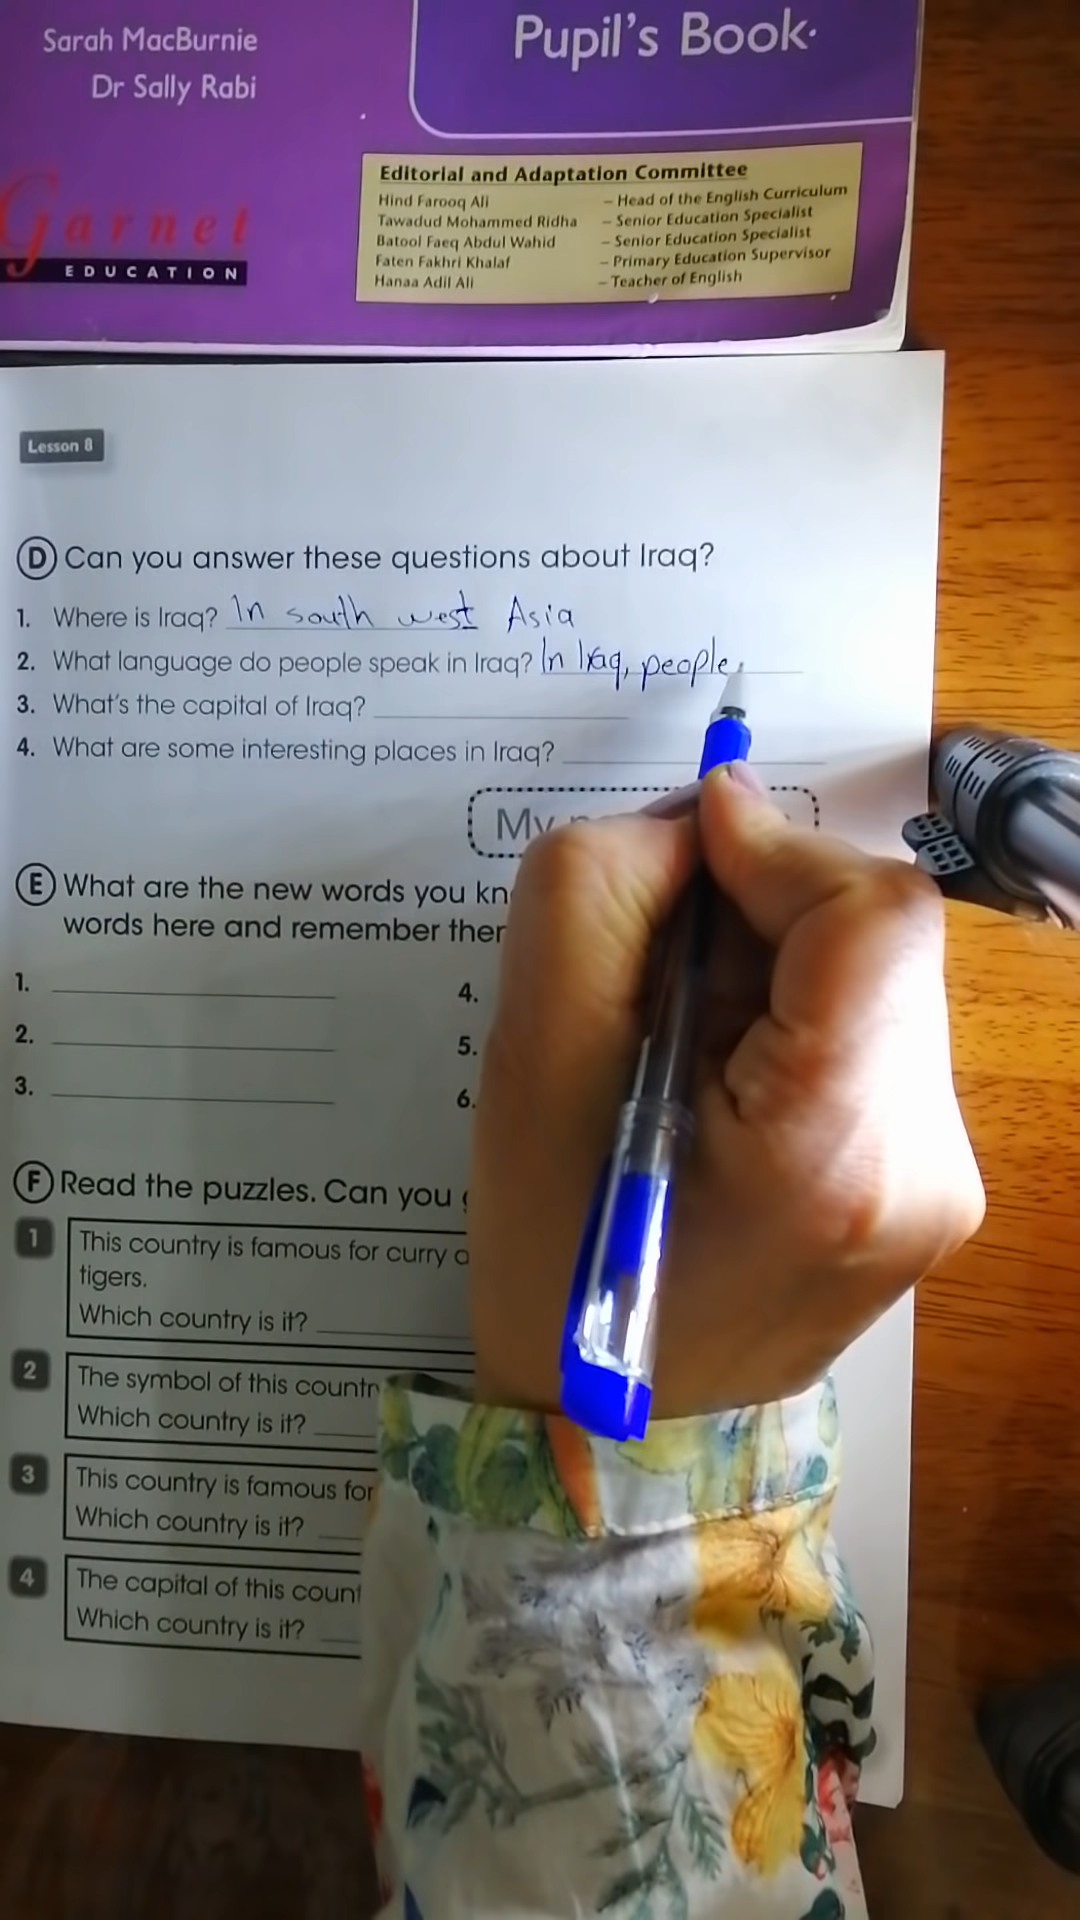 Sarah MacBurnie
Dr Sally Rabi
Pupil's Book
Garnet
EDUCATION
Editorial and Adaptation Committee
Hind Farooq Ali – Head of the English Curriculum
Tawadud Mohammed Ridha – Senior Education Specialist
Batool Faeq Abdul Wahid – Senior Education Specialist
Faten Fakhri Khalaf – Primary Education Supervisor
Hanaa Adil Ali – Teacher of English
Lesson 8
D Can you answer these questions about Iraq?
1. Where is Iraq? In south west Asia
2. What language do people speak in Iraq? In Iraq, people
3. What's the capital of Iraq?
4. What are some interesting places in Iraq?
My
E What are the new words you
words here and remember
1.
4.
2.
5.
3.
6.
F Read the puzzles. Can you
1 This country is famous for curry
tigers.
Which country is it?
2 The symbol of this
Which country is it?
3 This country is famous for
Which country is it?
4 The capital of this
Which country is it?